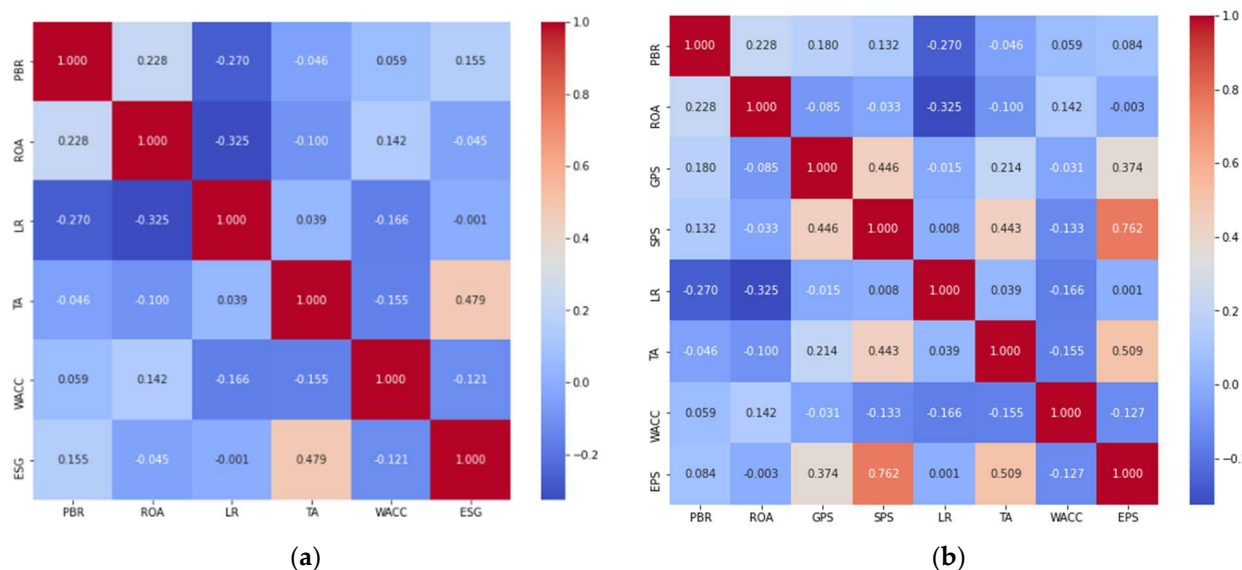 PBR 1.000 0.228 -0.270 -0.046 0.059 0.155
ROA 0.228 1.000 -0.325 -0.100 0.142 -0.045
LR -0.270 -0.325 1.000 0.039 -0.166 -0.001
TA -0.046 -0.100 0.039 1.000 -0.155 0.479
WACC 0.059 0.142 -0.166 -0.155 1.000 -0.121
ESG 0.155 -0.045 -0.001 0.479 -0.121 1.000
PBR ROA LR TA WACC ESG
1.0
0.8
0.6
0.4
0.2
0.0
−0.2
(a)
PBR 1.000 0.228 0.180 0.132 -0.270 -0.046 0.059 0.084
ROA 0.228 1.000 -0.085 -0.033 -0.325 -0.100 0.142 -0.003
GPS 0.180 -0.085 1.000 0.446 -0.015 0.214 -0.031 0.374
SPS 0.132 -0.033 0.446 1.000 0.008 0.443 -0.133 0.762
LR -0.270 -0.325 -0.015 0.008 1.000 0.039 -0.166 0.001
TA -0.046 -0.100 0.214 0.443 0.039 1.000 -0.155 0.509
WACC 0.059 0.142 -0.031 -0.133 -0.166 -0.155 1.000 -0.127
EPS 0.084 -0.003 0.374 0.762 0.001 0.509 -0.127 1.000
PBR ROA GPS SPS LR TA WACC EPS
1.0
0.8
0.6
0.4
0.2
0.0
−0.
(b)